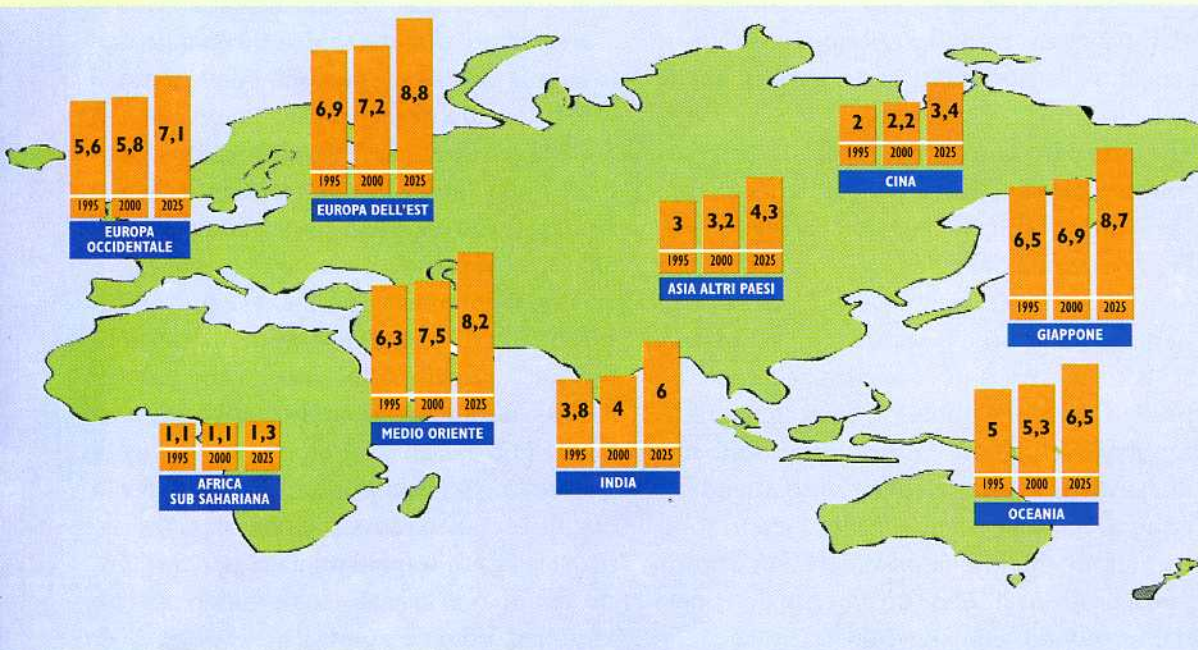 5,6 5,8 7,1
1995 2000 2025
EUROPA
OCCIDENTALE
6,9 7,2 8,8
1995 2000 2025
EUROPA DELL'EST
2 2,2 3,4
1995 2000 2025
CINA
3 3,2 4,3
1995 2000 2025
ASIA ALTRI PAESI
6,5 6,9 8,7
1995 2000 2025
GIAPPONE
6,3 7,5 8,2
1995 2000 2025
MEDIO ORIENTE
3,8 4 6
1995 2000 2025
INDIA
1,1 1,1 1,3
1995 2000 2025
AFRICA
SUB SAHARIANA
5 5,3 6,5
1995 2000 2025
OCEANIA